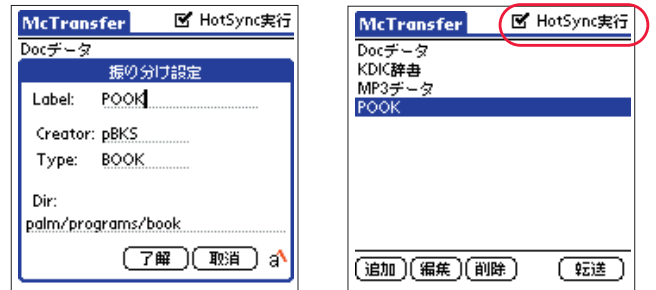 McTransfer HotSync実行
Docデータ
振り分け設定
Label: POOK
Creator: pBKS
Type: BOOK
Dir:
palm/programs/book
了解 取消 a
McTransfer HotSync実行
Docデータ
KDIC辞書
MP3データ
POOK
追加 編集 削除 転送